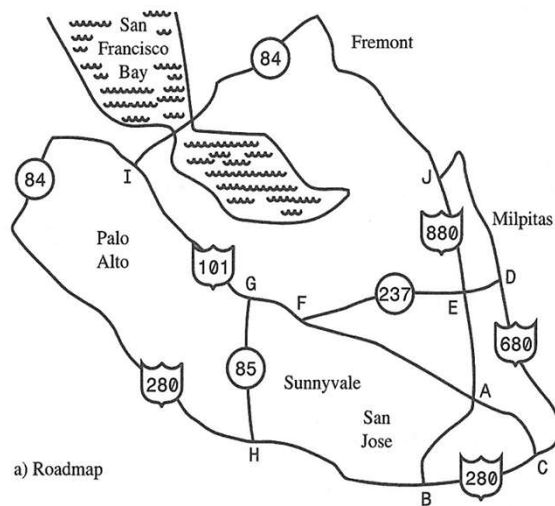 San
Francisco
Bay
84
Fremont
84
I
J
880
Milpitas
Palo
Alto
101
G
F
237
E
D
85
Sunnyvale
680
280
San
Jose
A
H
a) Roadmap
B
280
C